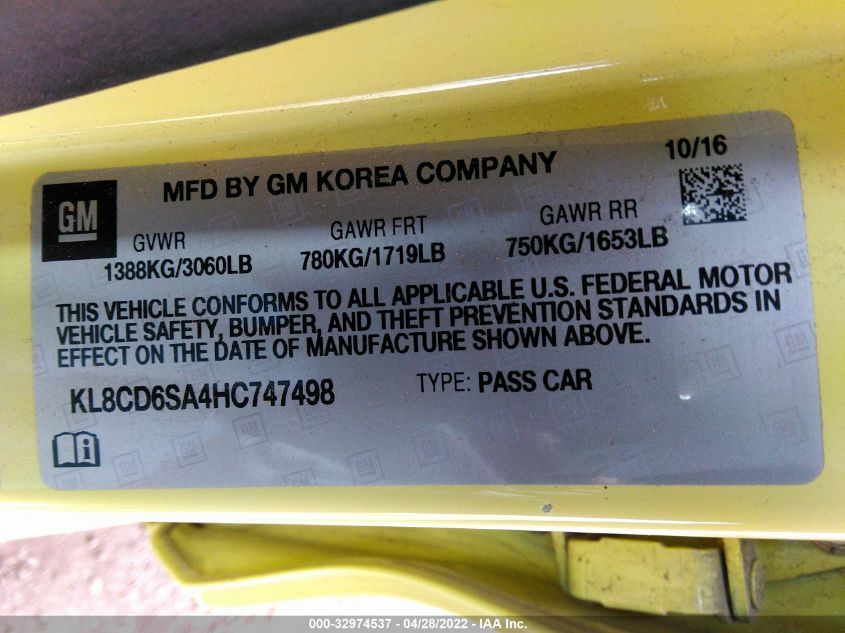 MFD BY GM KOREA COMPANY
10/16
GM
GVWR
GAWR FRT
GAWR RR
1388KG/3060LB
780KG/1719LB
750KG/1653LB
THIS VEHICLE CONFORMS TO ALL APPLICABLE U.S. FEDERAL MOTOR
VEHICLE SAFETY, BUMPER, AND THEFT PREVENTION STANDARDS IN
EFFECT ON THE DATE OF MANUFACTURE SHOWN ABOVE.
KL8CD6SA4HC747498
TYPE: PASS CAR
000-32974537 - 04/28/2022 - IAA Inc.